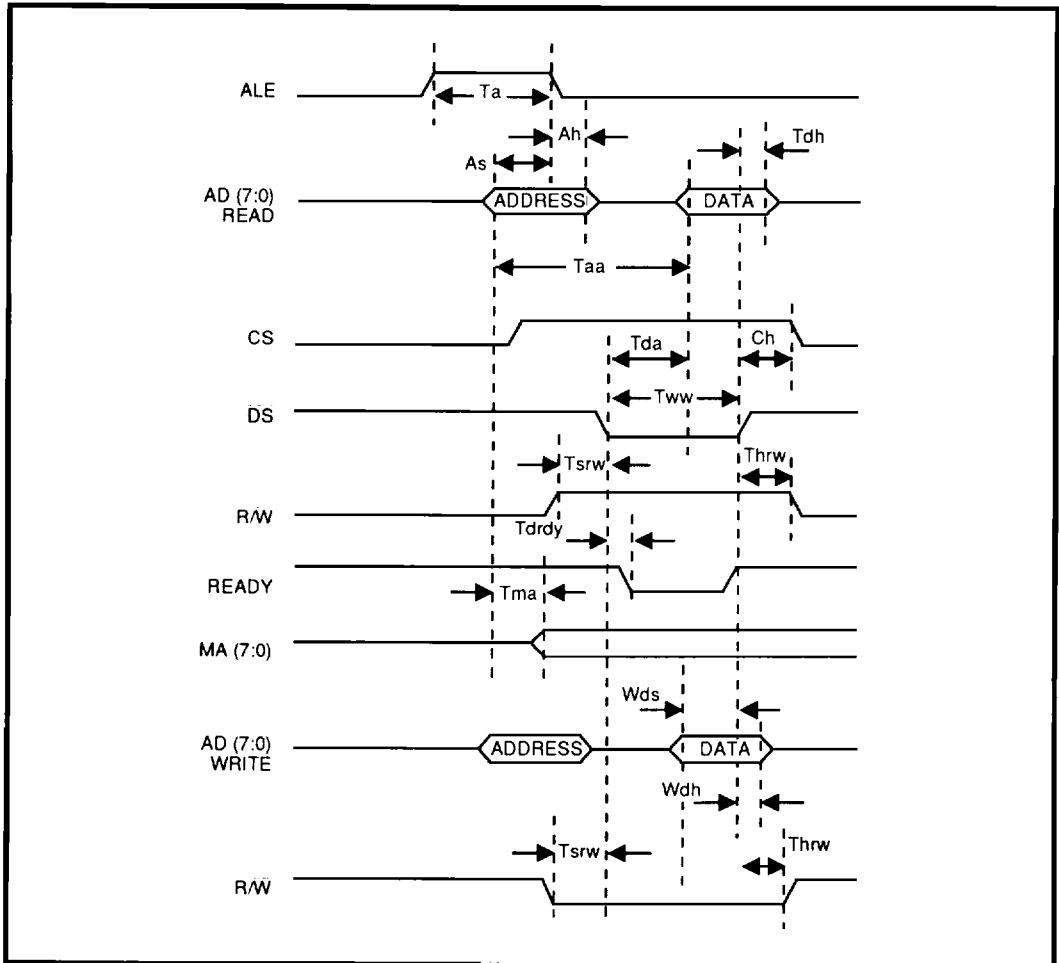 ALE
Ta
Ah
Tdh
As
AD (7:0)
READ
ADDRESS
DATA
Taa
CS
Tda
Ch
Tww
D̅S̅
Tsrw
Thrw
R/W̅
Tdrdy
READY
Tma
MA (7:0)
Wds
AD (7:0)
WRITE
ADDRESS
DATA
Wdh
Tsrw
Thrw
R/W̅